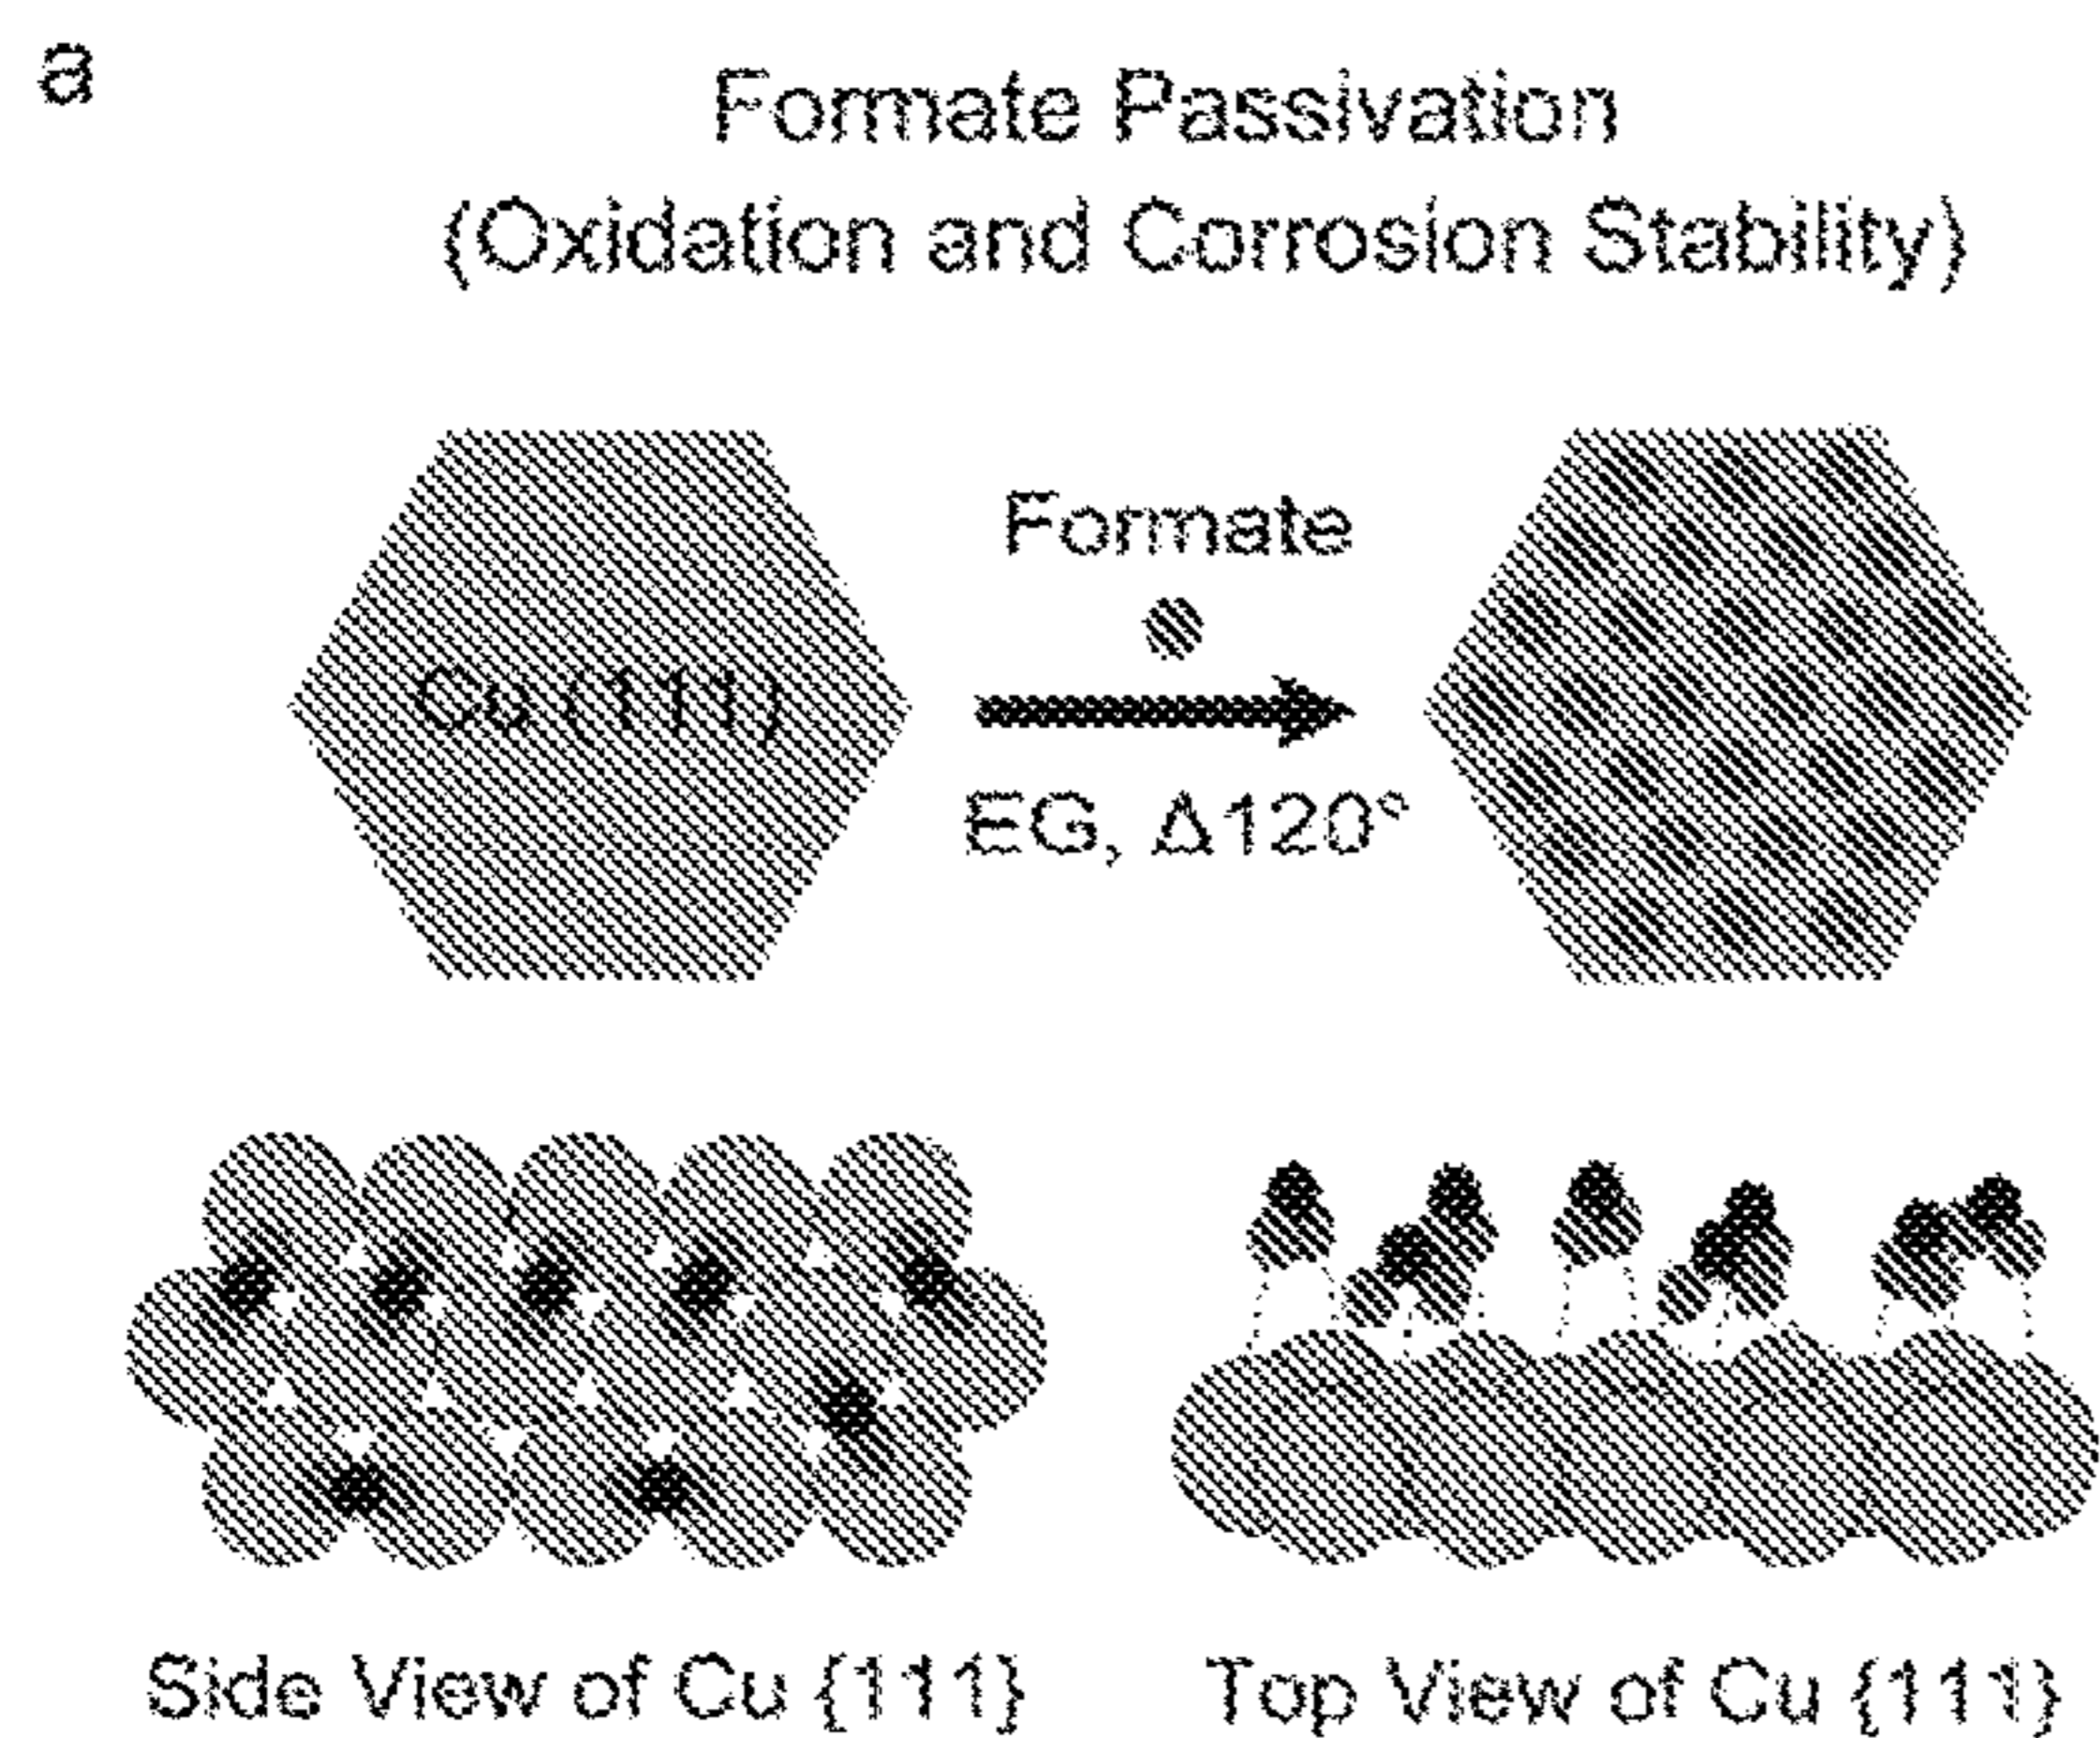 a
Formate Passivation
(Oxidation and Corrosion Stability)
Cu (111)
Formate
EG, Δ120°
Side View of Cu {111}
Top View of Cu {111}